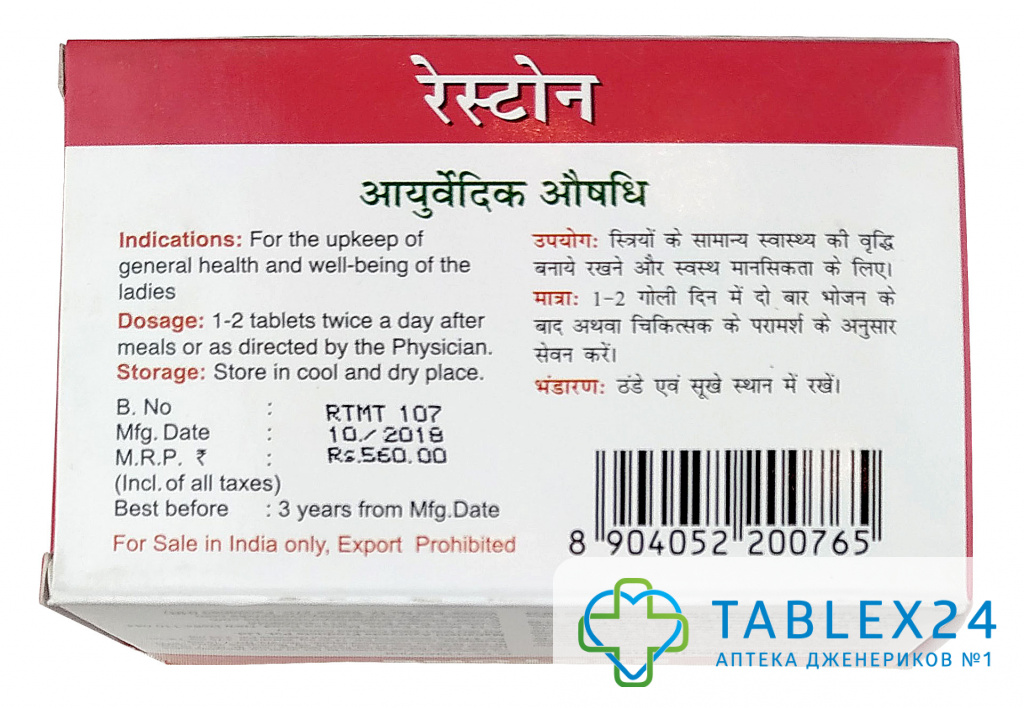 रेस्टोन
आयुर्वेदिक औषधि
Indications: For the upkeep of
general health and well-being of the
ladies
Dosage: 1-2 tablets twice a day after
meals or as directed by the Physician.
Storage: Store in cool and dry place.
B. No : RTMT 107
Mfg. Date : 10/2018
M.R.P. ₹ : Rs.560.00
(Incl. of all taxes)
Best before : 3 years from Mfg.Date
For Sale in India only, Export Prohibited
उपयोग: स्त्रियों के सामान्य स्वास्थ्य की वृद्धि
बनाये रखने और स्वस्थ मानसिकता के लिए।
मात्रा: 1-2 गोली दिन में दो बार भोजन के
बाद अथवा चिकित्सक के परामर्श के अनुसार
सेवन करें।
भंडारण: ठंडे एवं सूखे स्थान में रखें।
8 904052 200765
TABLEX24
АПТЕКА ДЖЕНЕРИКОВ №1